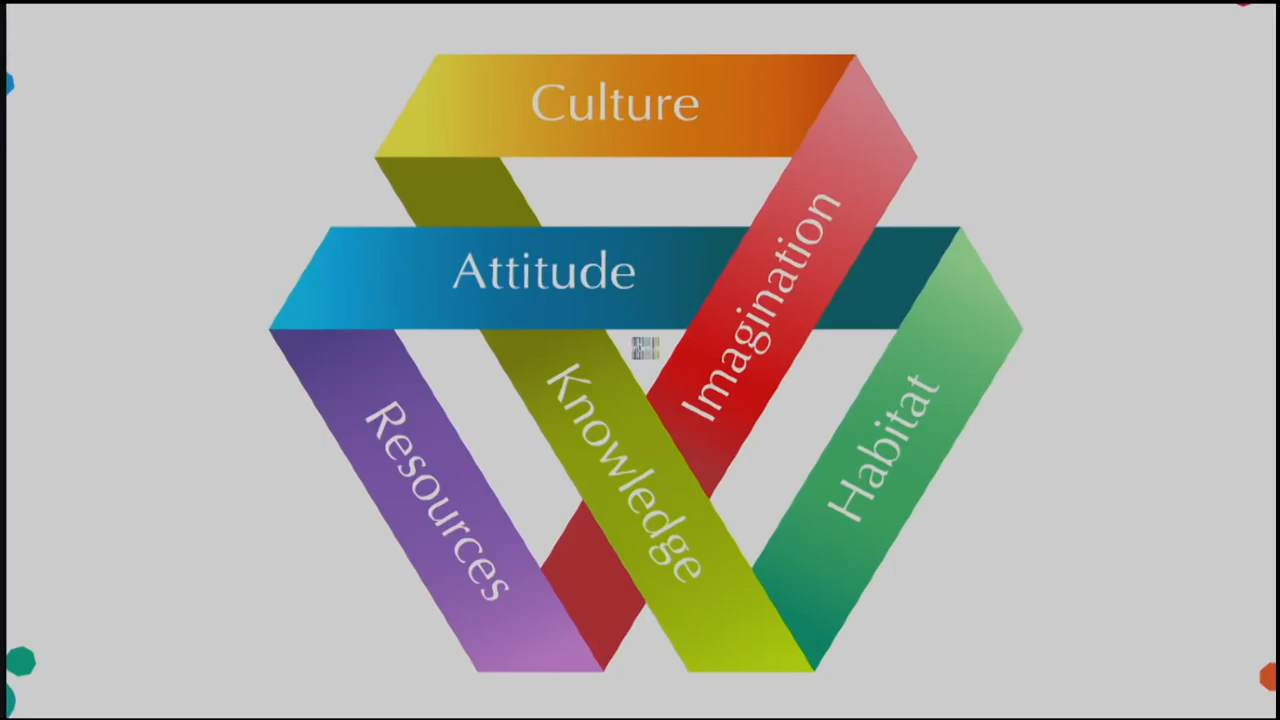 Culture
Attitude
Imagination
Knowledge
Habitat
Resources